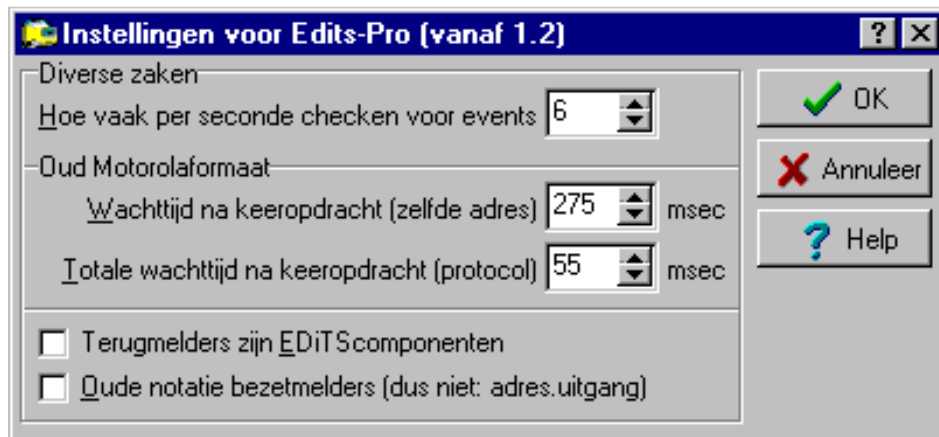 Instellingen voor Edits-Pro (vanaf 1.2)
Diverse zaken
Hoe vaak per seconde checken voor events 6
Oud Motorolaformaat
Wachttijd na keeropdracht (zelfde adres) 275 msec
Totale wachttijd na keeropdracht (protocol) 55 msec
Terugmelders zijn EDiTScomponenten
Oude notatie bezetmelders (dus niet: adres.uitgang)
OK
Annuleer
Help